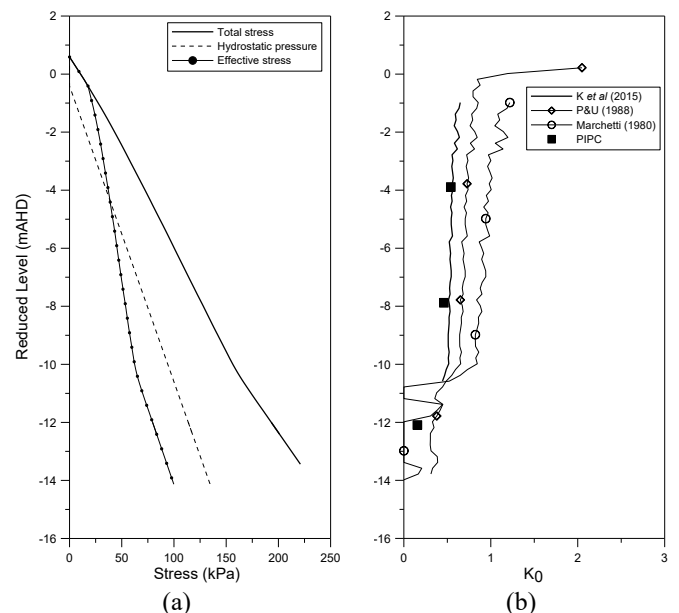 2
0
-2
-4
-6
-8
-10
-12
-14
-16
Reduced Level (mAHD)
0 50 100 150 200 250
Stress (kPa)
Total stress
Hydrostatic pressure
Effective stress
(a)
2
0
-2
-4
-6
-8
-10
-12
-14
-16
0 1 2 3
K0
K et al (2015)
P&U (1988)
Marchetti (1980)
PIPC
(b)